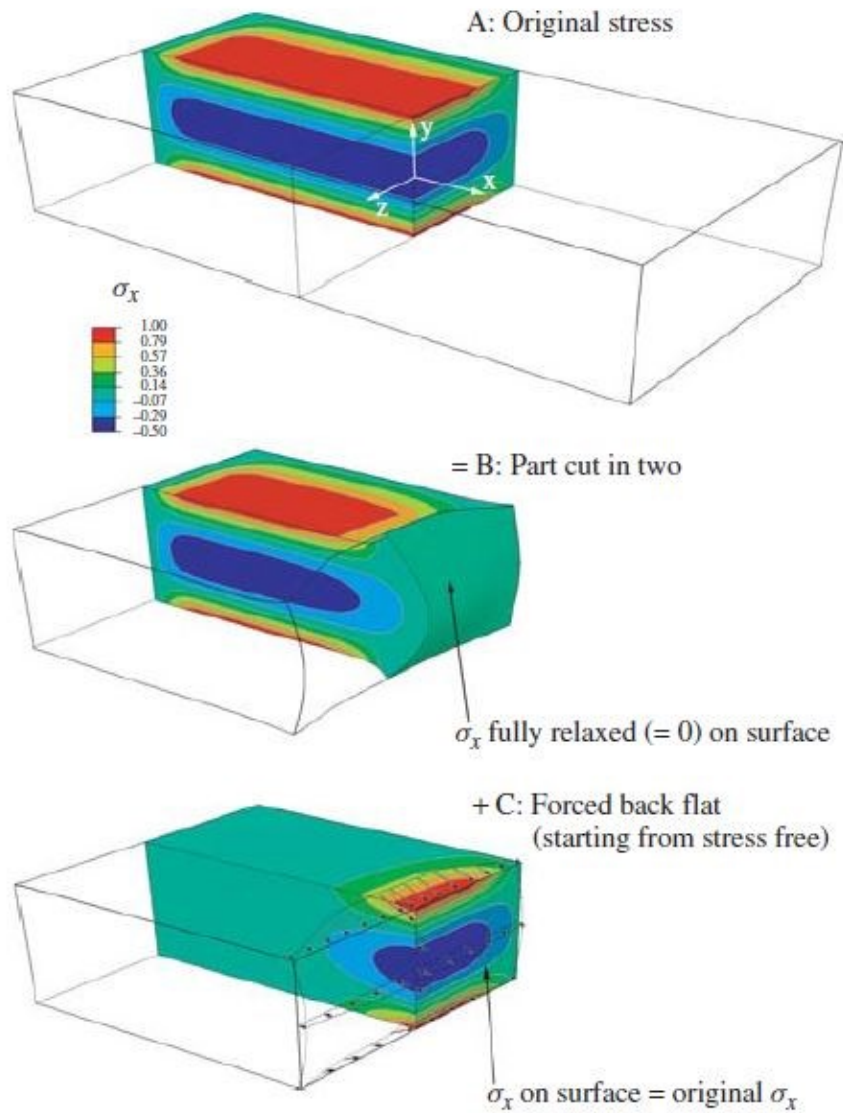 A: Original stress
y
x
z
σx
1.00
0.79
0.57
0.36
0.14
−0.07
−0.29
−0.50
= B: Part cut in two
σx fully relaxed (= 0) on surface
+ C: Forced back flat
(starting from stress free)
σx on surface = original σx